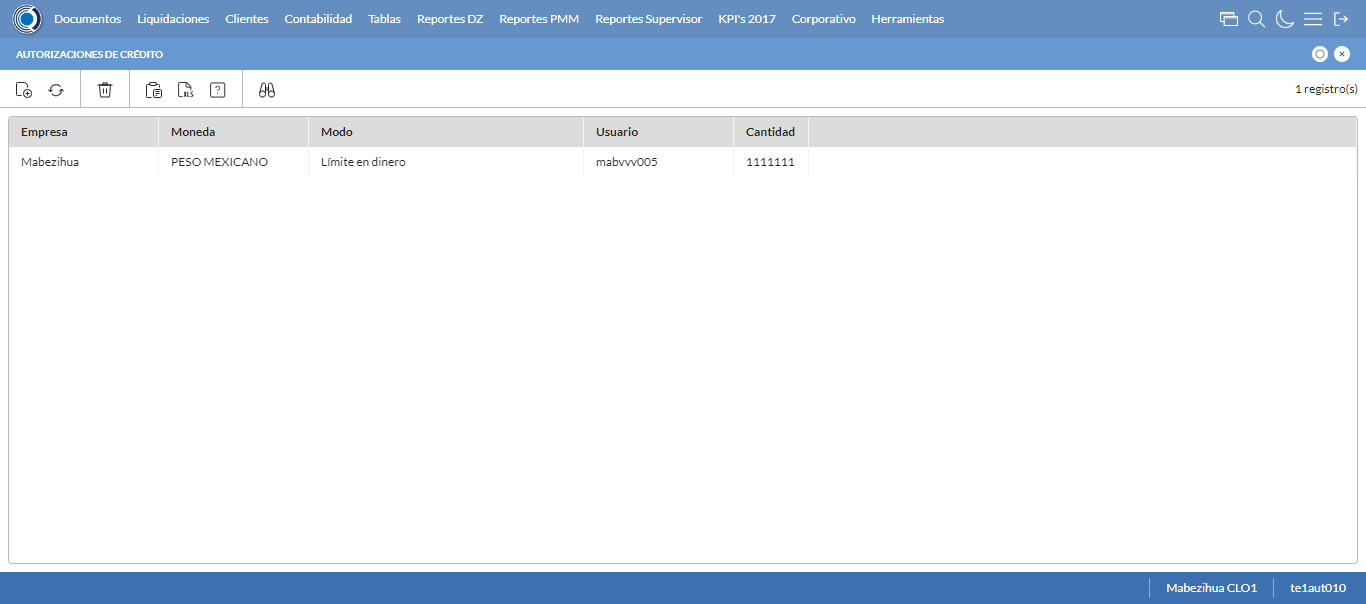 Documentos Liquidaciones Clientes Contabilidad Tablas Reportes DZ Reportes PMM Reportes Supervisor KPI's 2017 Corporativo Herramientas
AUTORIZACIONES DE CRÉDITO
XLS ? 1 registro(s)
Empresa Moneda Modo Usuario Cantidad
Mabezihua PESO MEXICANO Límite en dinero mabvvv005 1111111
Mabezihua CLO1 te1aut010